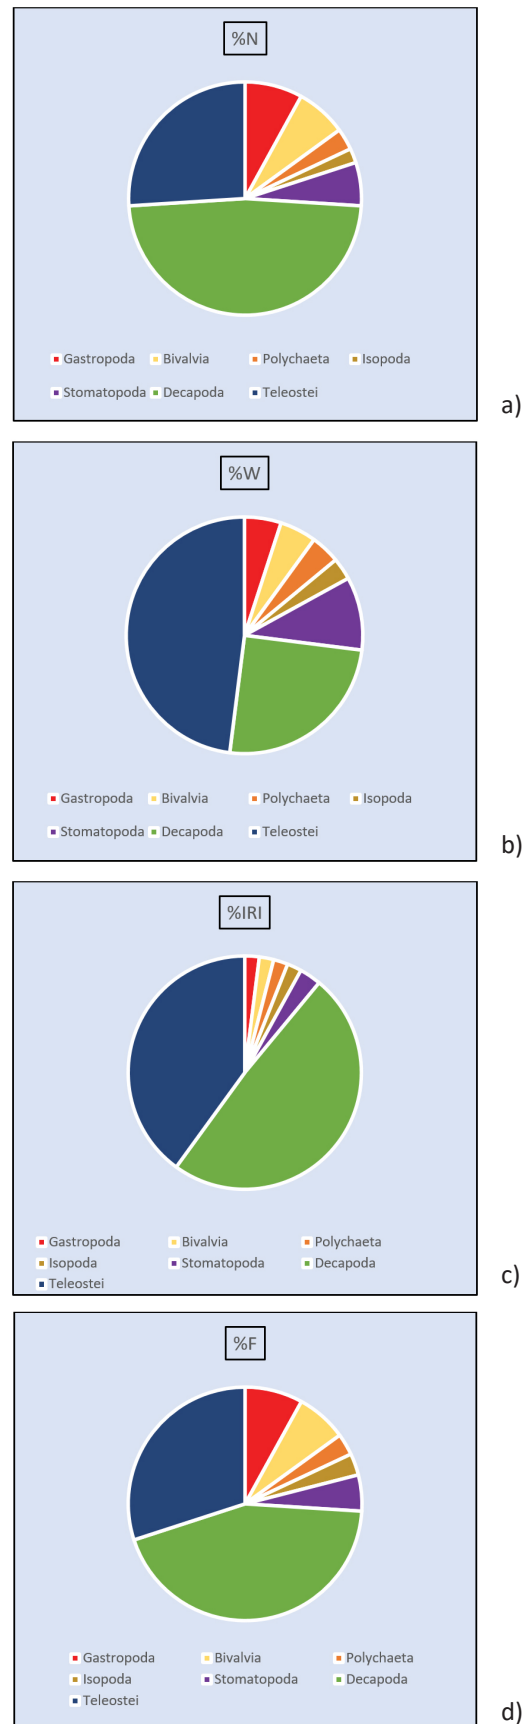 %N
Gastropoda Bivalvia Polychaeta Isopoda
Stomatopoda Decapoda Teleostei
a)
%W
Gastropoda Bivalvia Polychaeta Isopoda
Stomatopoda Decapoda Teleostei
b)
%IRI
Gastropoda Bivalvia Polychaeta
Isopoda Stomatopoda Decapoda
Teleostei
c)
%F
Gastropoda Bivalvia Polychaeta
Isopoda Stomatopoda Decapoda
Teleostei
d)